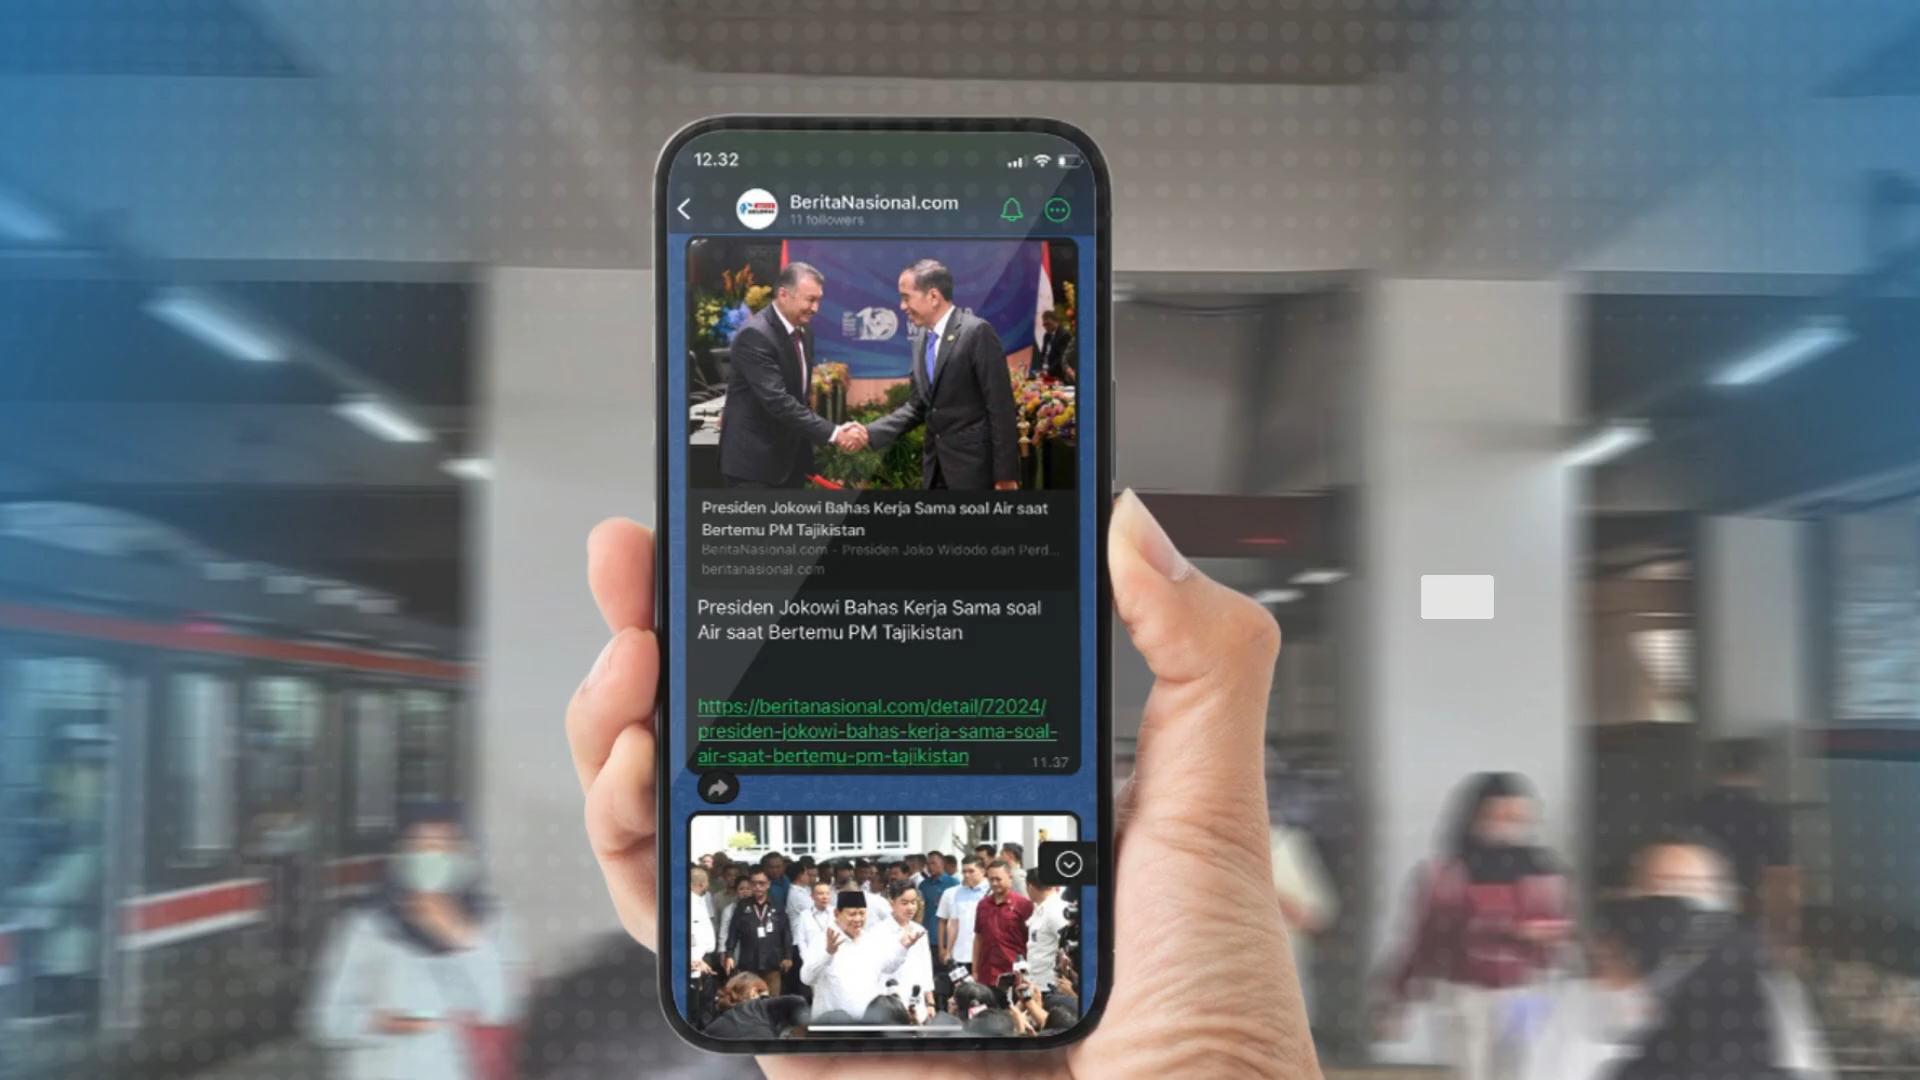 12.32
BeritaNasional.com
11 followers
10
Presiden Jokowi Bahas Kerja Sama soal Air saat
Bertemu PM Tajikistan
BeritaNasional.com - Presiden Joko Widodo dan Perd...
beritanasional.com
Presiden Jokowi Bahas Kerja Sama soal
Air saat Bertemu PM Tajikistan
https://beritanasional.com/detail/72024/
presiden-jokowi-bahas-kerja-sama-soal-
air-saat-bertemu-pm-tajikistan
11.37